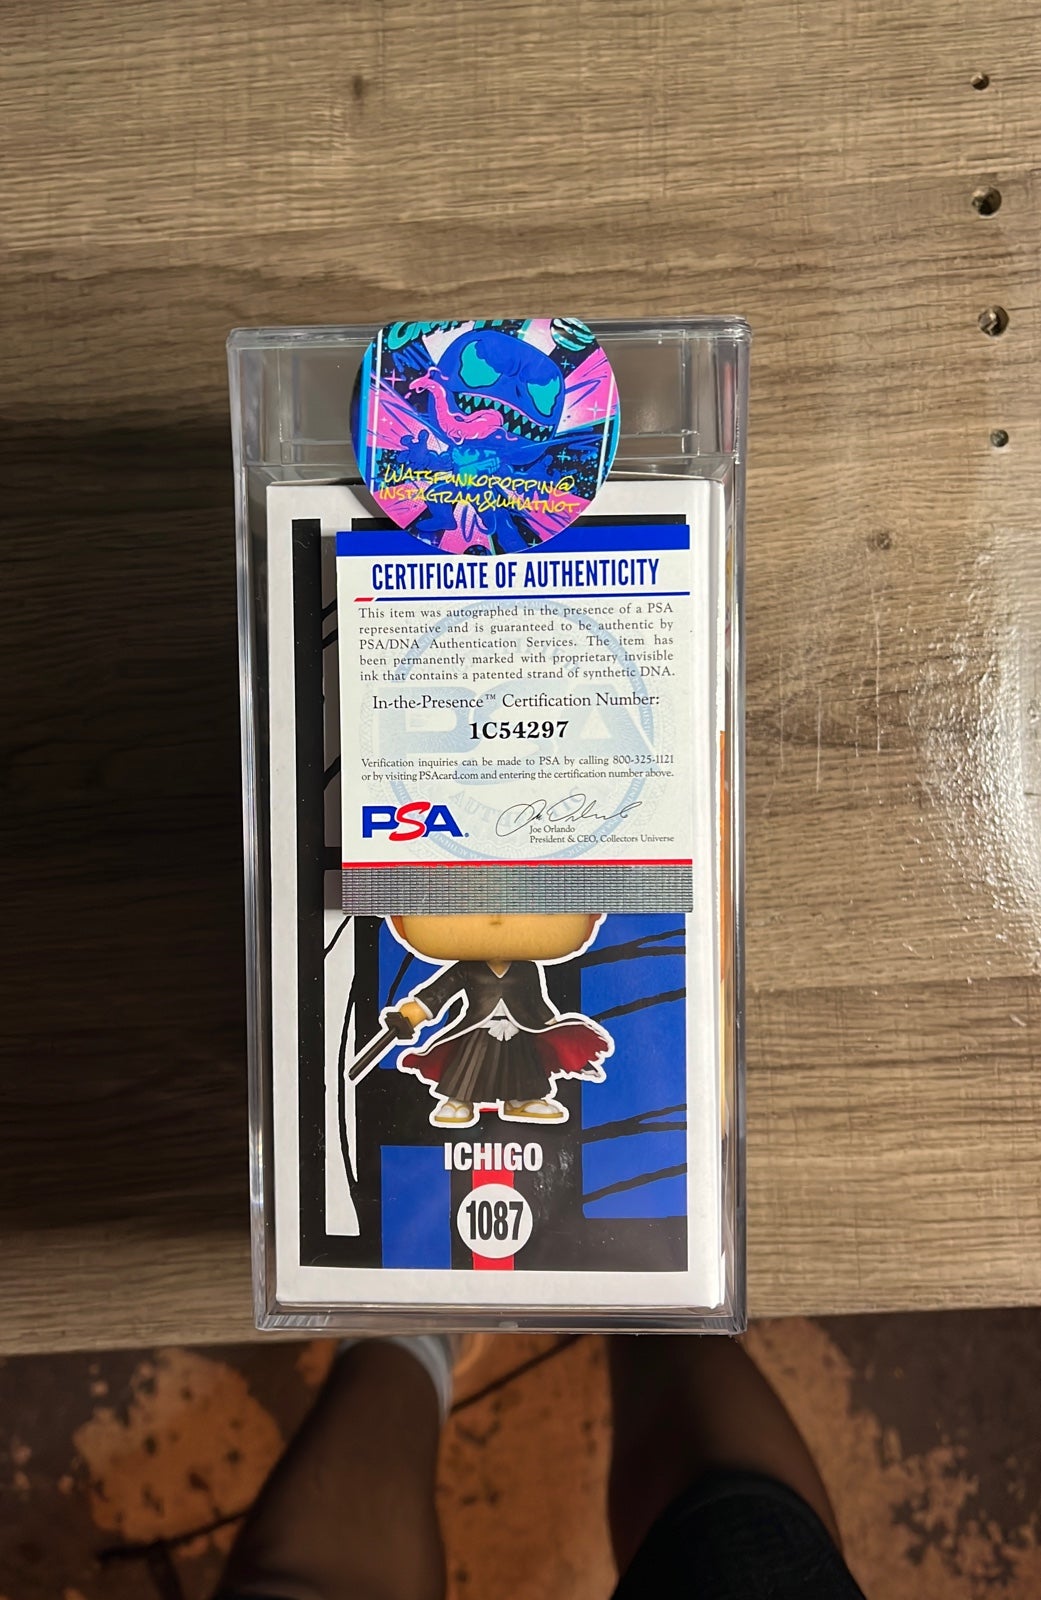 WATSFUNKOPOPPIN@
INSTAGRAM&WHATNOT
CERTIFICATE OF AUTHENTICITY
This item was autographed in the presence of a PSA
representative and is guaranteed to be authentic by
PSA/DNA Authentication Services. The item has
been permanently marked with proprietary invisible
ink that contains a patented strand of synthetic DNA.
In-the-Presence™ Certification Number:
1C54297
Verification inquiries can be made to PSA by calling 800-325-1121
or by visiting PSAcard.com and entering the certification number above.
PSA®
Joe Orlando
President & CEO, Collectors Universe
ICHIGO
1087